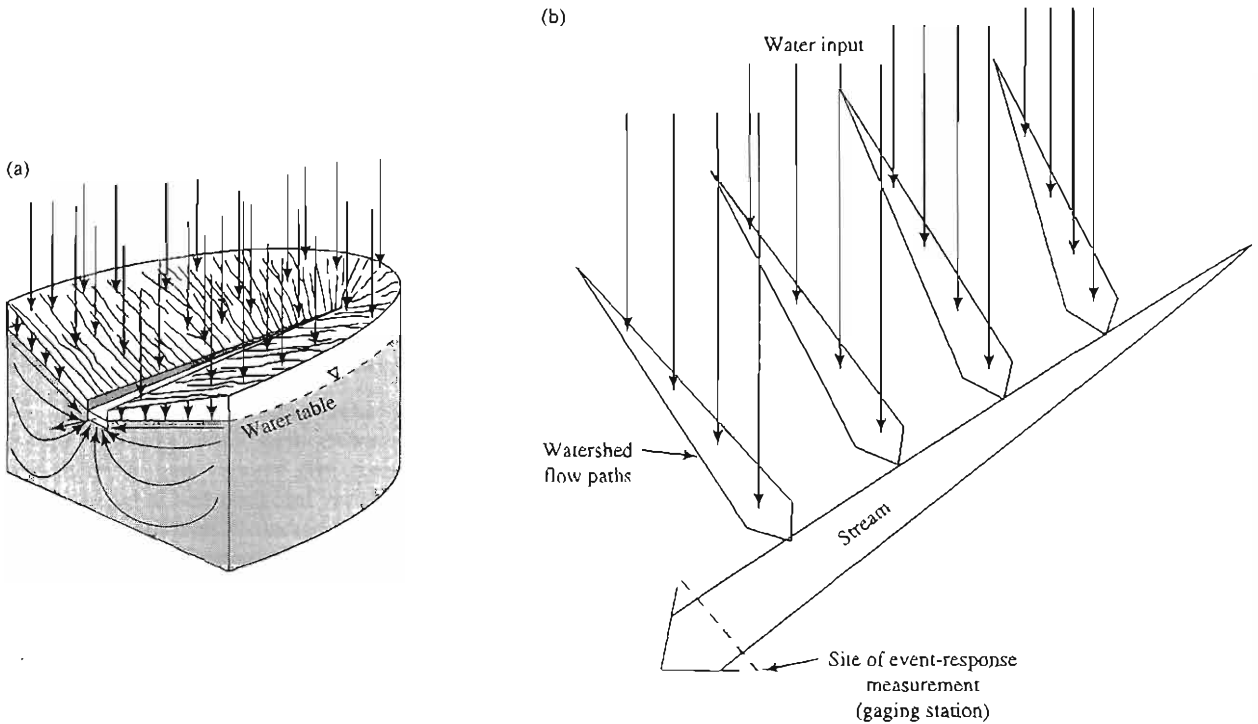 (a)
Water table
(b)
Water input
Watershed
flow paths
Stream
Site of event-response
measurement
(gaging station)